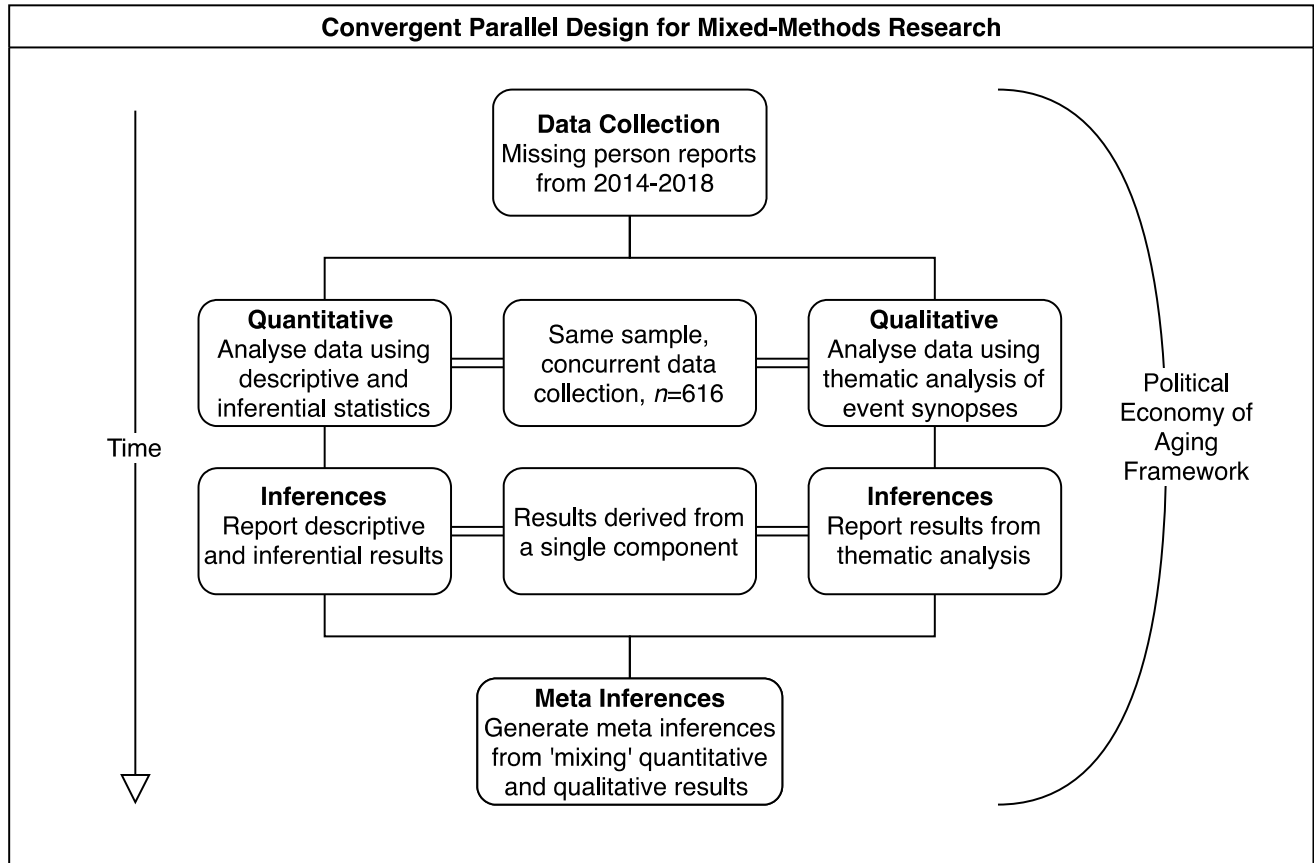 Convergent Parallel Design for Mixed-Methods Research
Data Collection
Missing person reports
from 2014-2018
Quantitative
Analyse data using
descriptive and
inferential statistics
Same sample,
concurrent data
collection, n=616
Qualitative
Analyse data using
thematic analysis of
event synopses
Time
Political
Economy of
Aging
Framework
Inferences
Report descriptive
and inferential results
Results derived from
a single component
Inferences
Report results from
thematic analysis
Meta Inferences
Generate meta inferences
from 'mixing' quantitative
and qualitative results